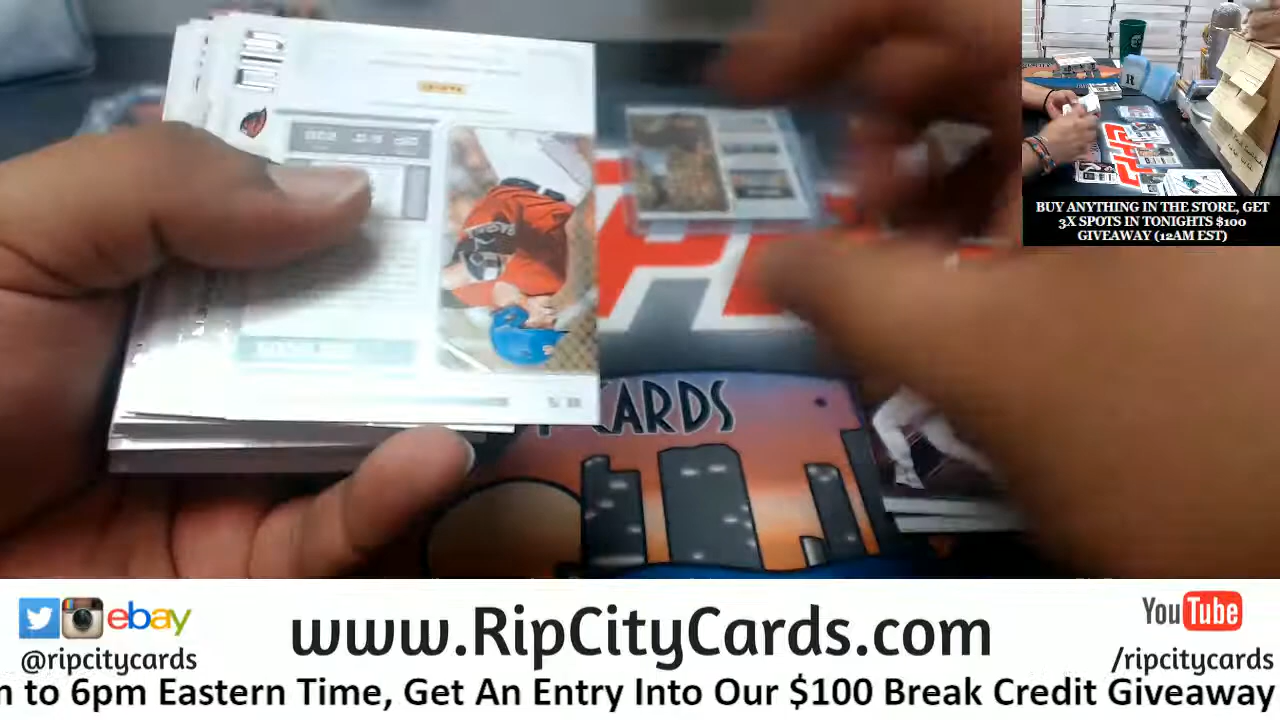 BUY ANYTHING IN THE STORE, GET
3X SPOTS IN TONIGHTS $100
GIVEAWAY (12AM EST)
CARDS
ebay
www.RipCityCards.com
YouTube
@ripcitycards
/ripcitycards
to 6pm Eastern Time, Get An Entry Into Our $100 Break Credit Giveaway